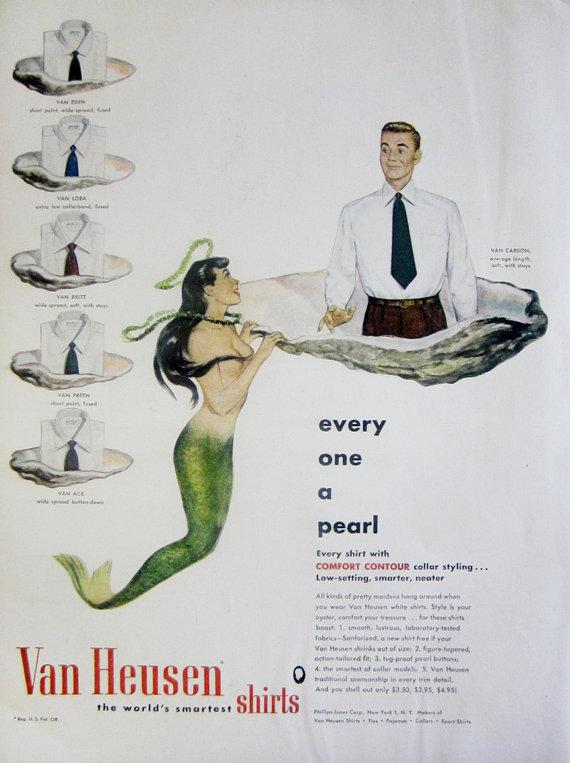 VAN EDEN
short point, wide spread, fused
VAN LOBA
extra low collarband, fused
VAN BRITT
wide spread, soft, with stays
VAN PREEN
short point, fused
VAN ACE
wide spread button-down
VAN CARSON,
average length,
soft, with stays
every
one
a
pearl
Every shirt with
COMFORT CONTOUR collar styling...
Low-setting, smarter, neater
All kinds of pretty maidens hang around when
you wear Van Heusen white shirts. Style is your
oyster, comfort your treasure . . . for these shirts
boast: 1. smooth, lustrous, laboratory-tested
fabrics—Sanforized, a new shirt free if your
Van Heusen shrinks out of size; 2. figure-tapered,
action-tailored fit; 3. tug-proof pearl buttons;
4. the smartest of collar models; 5. Van Heusen
traditional sewmanship in every trim detail.
And you shell out only $3.50, $3.95, $4.95!
Van Heusen*
the world's smartest shirts
* Reg. U. S. Pat. Off.
Phillips-Jones Corp., New York 1, N. Y. Makers of
Van Heusen Shirts • Ties • Pajamas • Collars • Sport Shirts